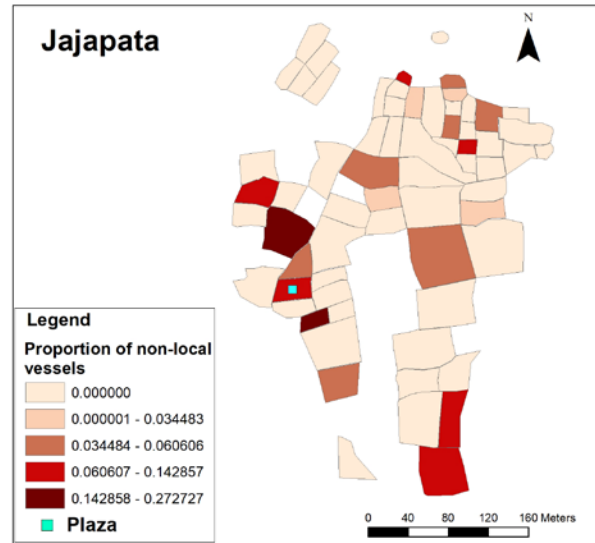 Jajapata
N
Legend
Proportion of non-local
vessels
0.000000
0.000001 - 0.034483
0.034484 - 0.060606
0.060607 - 0.142857
0.142858 - 0.272727
Plaza
0 40 80 120 160 Meters